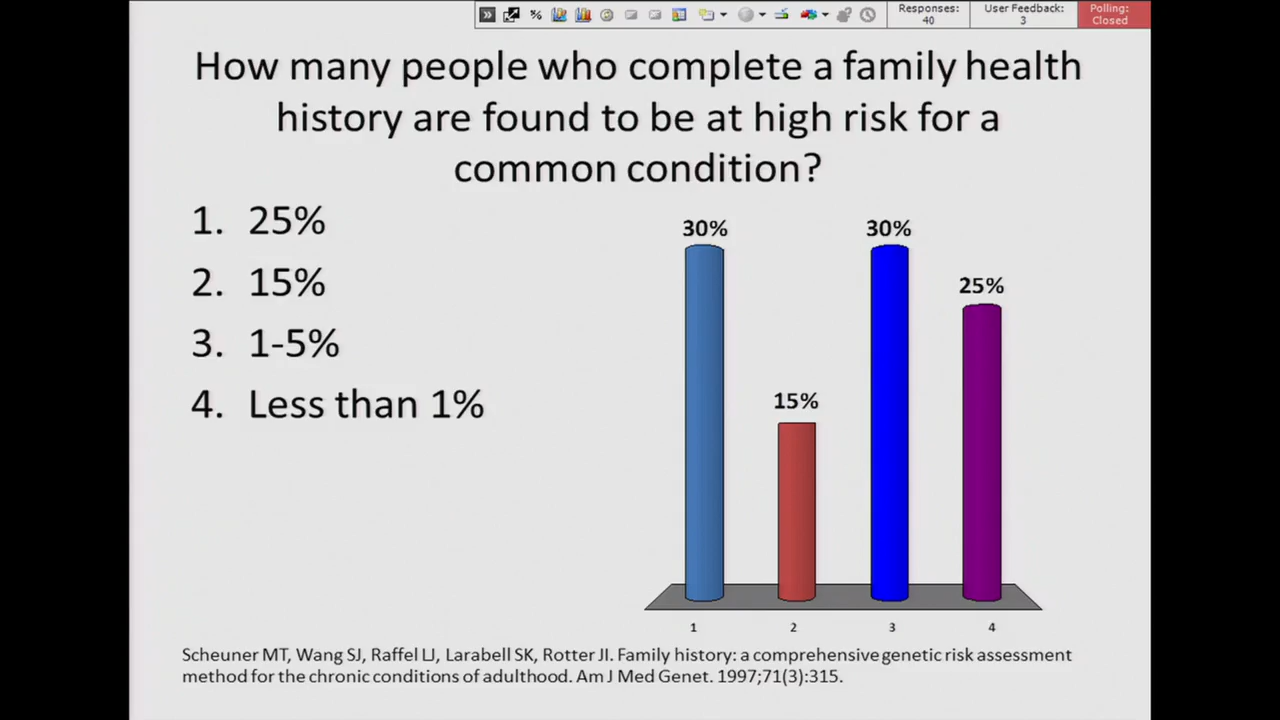 Responses: 40
User Feedback: 3
Polling: Closed
How many people who complete a family health
history are found to be at high risk for a
common condition?
1. 25%
2. 15%
3. 1-5%
4. Less than 1%
30%
15%
30%
25%
1 2 3 4
Scheuner MT, Wang SJ, Raffel LJ, Larabell SK, Rotter JI. Family history: a comprehensive genetic risk assessment
method for the chronic conditions of adulthood. Am J Med Genet. 1997;71(3):315.